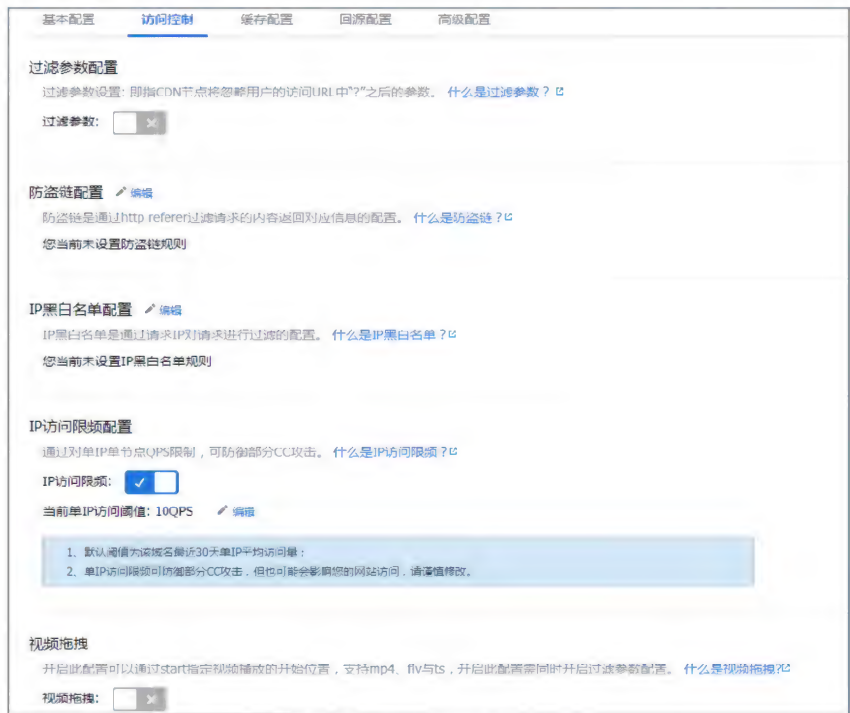 基本配置 访问控制 缓存配置 回源配置 高级配置
过滤参数配置
过滤参数设置: 即指CDN节点将忽略用户的访问URL中"?"之后的参数。 什么是过滤参数?
过滤参数:
防盗链配置 编辑
防盗链是通过http referer过滤请求的内容返回对应信息的配置。 什么是防盗链?
您当前未设置防盗链规则
IP黑白名单配置 编辑
IP黑白名单是通过请求IP对请求进行过滤的配置。 什么是IP黑白名单?
您当前未设置IP黑白名单规则
IP访问限频配置
通过对单IP单节点QPS限制,可防御部分CC攻击。 什么是IP访问限频?
IP访问限频:
当前单IP访问阈值: 10QPS 编辑
1、默认阈值为该域名最近30天单IP平均访问量;
2、单IP访问限频可防御部分CC攻击,但也可能会影响您的网站访问,请谨慎修改。
视频拖拽
开启此配置可以通过start指定视频播放的开始位置,支持mp4、flv与ts,开启此配置需同时开启过滤参数配置。 什么是视频拖拽?
视频拖拽: